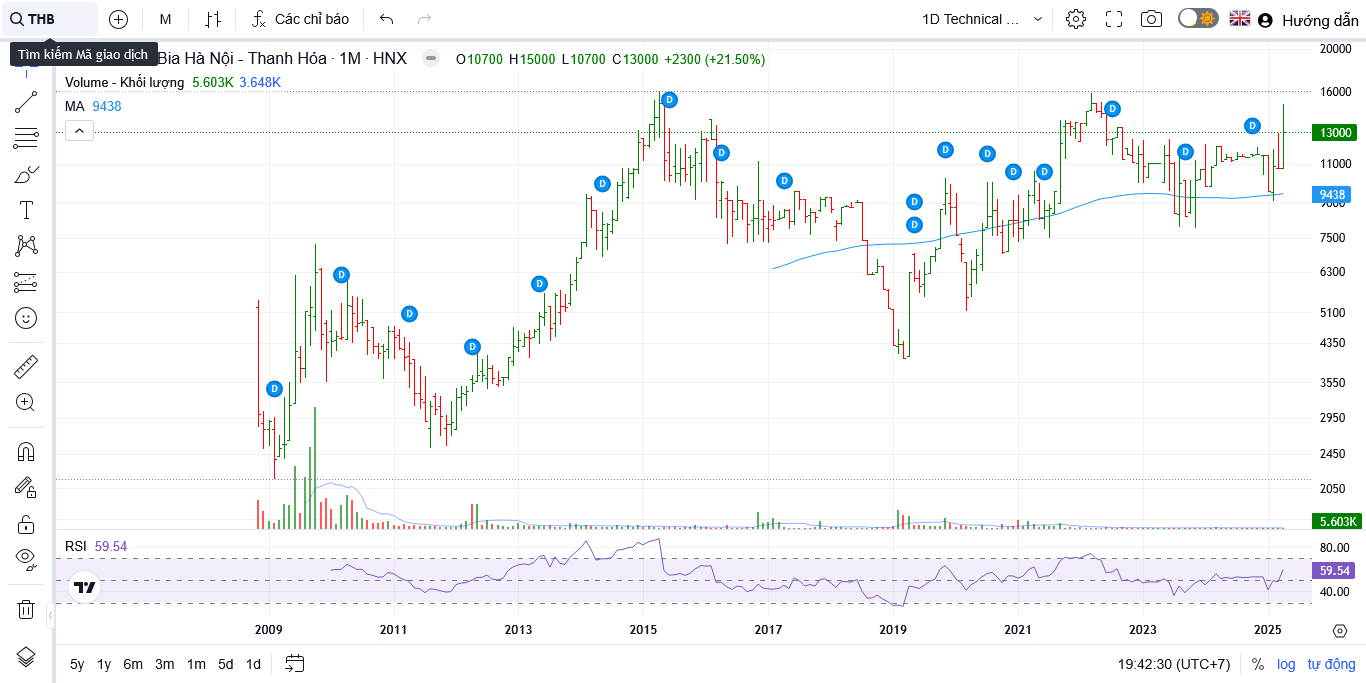 THB
M
Các chỉ báo
1D Technical ...
Hướng dẫn
Tìm kiếm Mã giao dịch
Bia Hà Nội - Thanh Hóa · 1M · HNX
O10700 H15000 L10700 C13000 +2300 (+21.50%)
Volume - Khối lượng 5.603K 3.648K
MA 9438
D D D D D D D D D D D D D D D D D D
20000
16000
13000
11000
9438
7500
6300
5100
4350
3550
2950
2450
2050
5.603K
RSI 59.54
80.00
59.54
40.00
2009 2011 2013 2015 2017 2019 2021 2023 2025
5y 1y 6m 3m 1m 5d 1d
19:42:30 (UTC+7) % log tự động